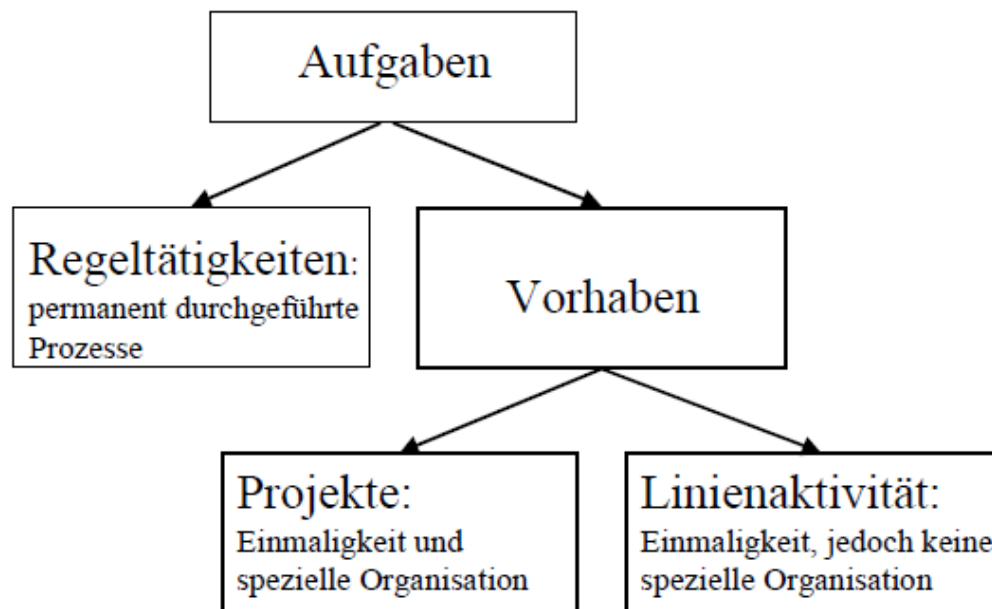 Aufgaben
Regeltätigkeiten:
permanent durchgeführte
Prozesse
Vorhaben
Projekte:
Einmaligkeit und
spezielle Organisation
Linienaktivität:
Einmaligkeit, jedoch keine
spezielle Organisation